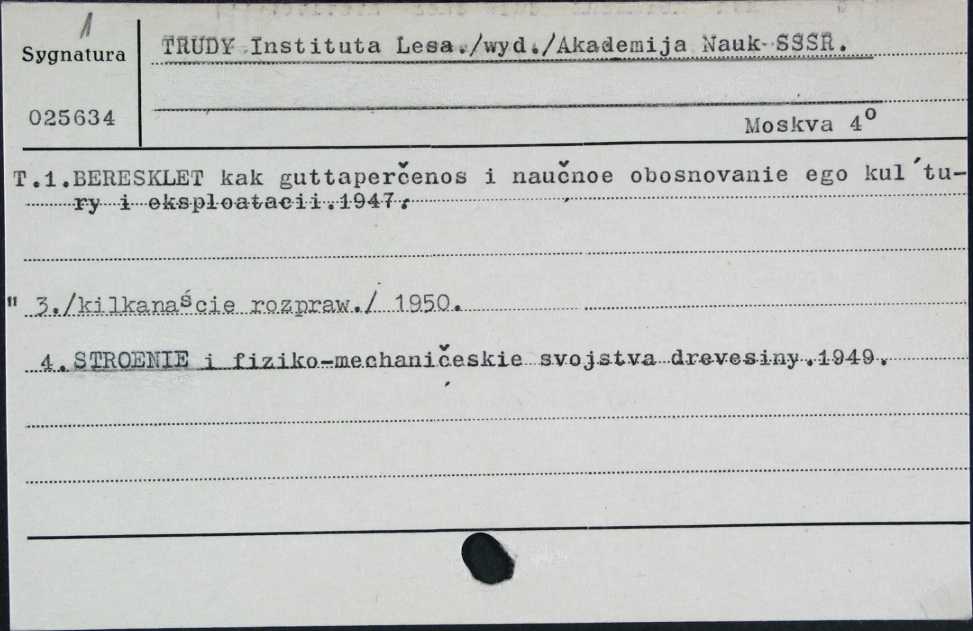 1
Sygnatura
TRUDY Instituta Lesa./wyd./Akademija Nauk SSSR.
025634
Moskva 4⁰
T.1.BERESKLET kak guttaperčenos i naučnoe obosnovanie ego kul´tu-
ry i eksploatacii.1947.
" 3./kilkanaście rozpraw./ 1950.
4. STROENIE i fiziko-mechaničeskie svojstva drevesiny.1949.